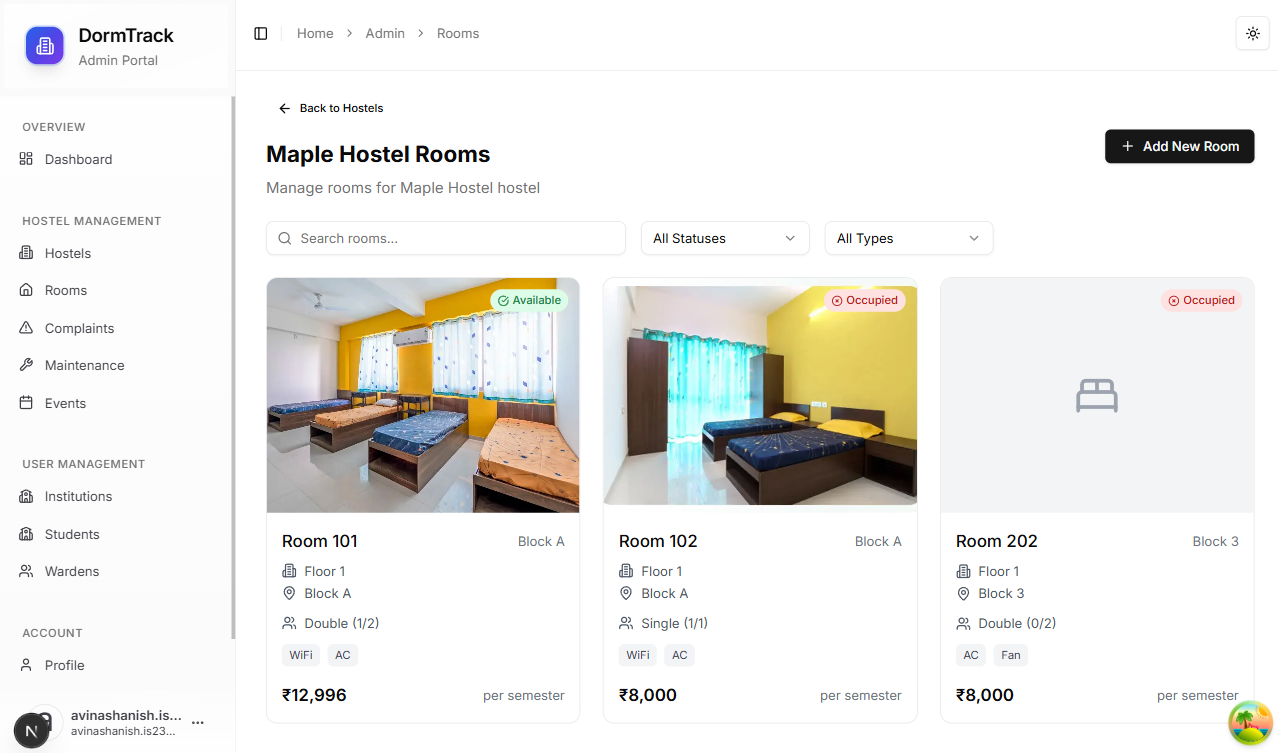 DormTrack
Admin Portal
Home > Admin > Rooms
OVERVIEW
Dashboard
HOSTEL MANAGEMENT
Hostels
Rooms
Complaints
Maintenance
Events
USER MANAGEMENT
Institutions
Students
Wardens
ACCOUNT
Profile
avinashanish.is...
avinashanish.is23...
N
Back to Hostels
Maple Hostel Rooms
Manage rooms for Maple Hostel hostel
+ Add New Room
Search rooms...
All Statuses
All Types
Available
Room 101 Block A
Floor 1
Block A
Double (1/2)
WiFi AC
₹12,996 per semester
Occupied
Room 102 Block A
Floor 1
Block A
Single (1/1)
WiFi AC
₹8,000 per semester
Occupied
Room 202 Block 3
Floor 1
Block 3
Double (0/2)
AC Fan
₹8,000 per semester